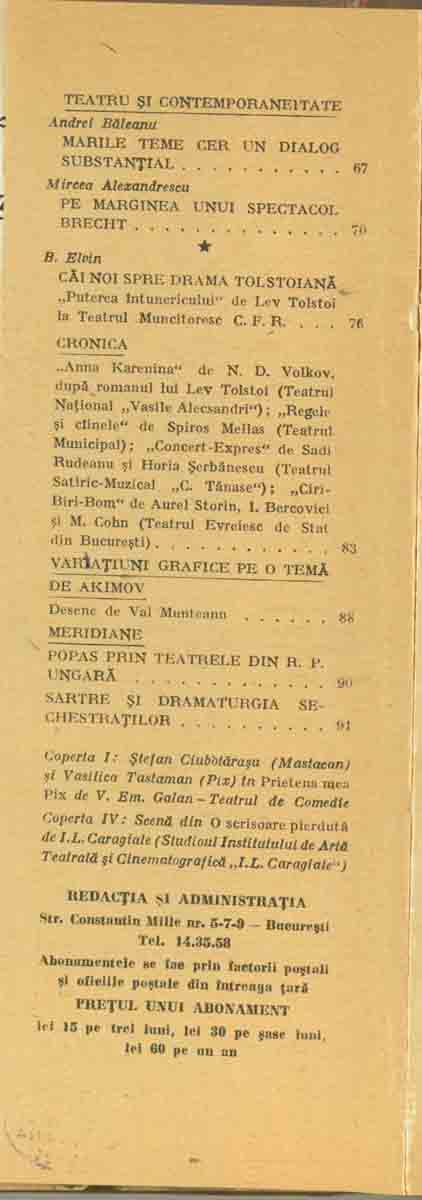 TEATRU ŞI CONTEMPORANEITATE
Andrei Băleanu
MARILE TEME CER UN DIALOG
SUBSTANŢIAL . . . . . . . . . . . 67
Mircea Alexandrescu
PE MARGINEA UNUI SPECTACOL
BRECHT . . . . . . . . . . . . . . 70
★
B. Elvin
CĂI NOI SPRE DRAMA TOLSTOIANĂ
„Puterea întunericului“ de Lev Tolstoi
la Teatrul Muncitoresc C. F. R. . . . 76
CRONICA
„Anna Karenina“ de N. D. Volkov,
după romanul lui Lev Tolstoi (Teatrul
Naţional „Vasile Alecsandri“) ; „Regele
şi cîinele“ de Spiros Mellas (Teatrul
Municipal) ; „Concert-Expres“ de Sadi
Rudeanu şi Horia Şerbănescu (Teatrul
Satiric-Muzical „C. Tănase“) ; „Ciri-
Biri-Bom“ de Aurel Storin, I. Bercovici
şi M. Cohn (Teatrul Evreiesc de Stat
din Bucureşti) . . . . . . . . . . . . 83
VARIAŢIUNI GRAFICE PE O TEMĂ
DE AKIMOV
Desene de Val Munteanu . . . . . . 88
MERIDIANE
POPAS PRIN TEATRELE DIN R. P.
UNGARĂ . . . . . . . . . . . . . 90
SARTRE ŞI DRAMATURGIA SE-
CHESTRAŢILOR . . . . . . . . . . 91
Coperta I : Ştefan Ciubotăraşu (Mastacan)
şi Vasilica Tastaman (Pix) în Prietena mea
Pix de V. Em. Galan – Teatrul de Comedie
Coperta IV : Scenă din O scrisoare pierdută
de I.L. Caragiale (Studioul Institutului de Artă
Teatrală şi Cinematografică „I.L. Caragiale“)
REDACŢIA ŞI ADMINISTRAŢIA
Str. Constantin Mille nr. 5-7-9 — Bucureşti
Tel. 14.35.58
Abonamentele se fac prin factorii poştali
şi oficiile poştale din întreaga ţară
PREŢUL UNUI ABONAMENT
lei 15 pe trei luni, lei 30 pe şase luni,
lei 60 pe un an